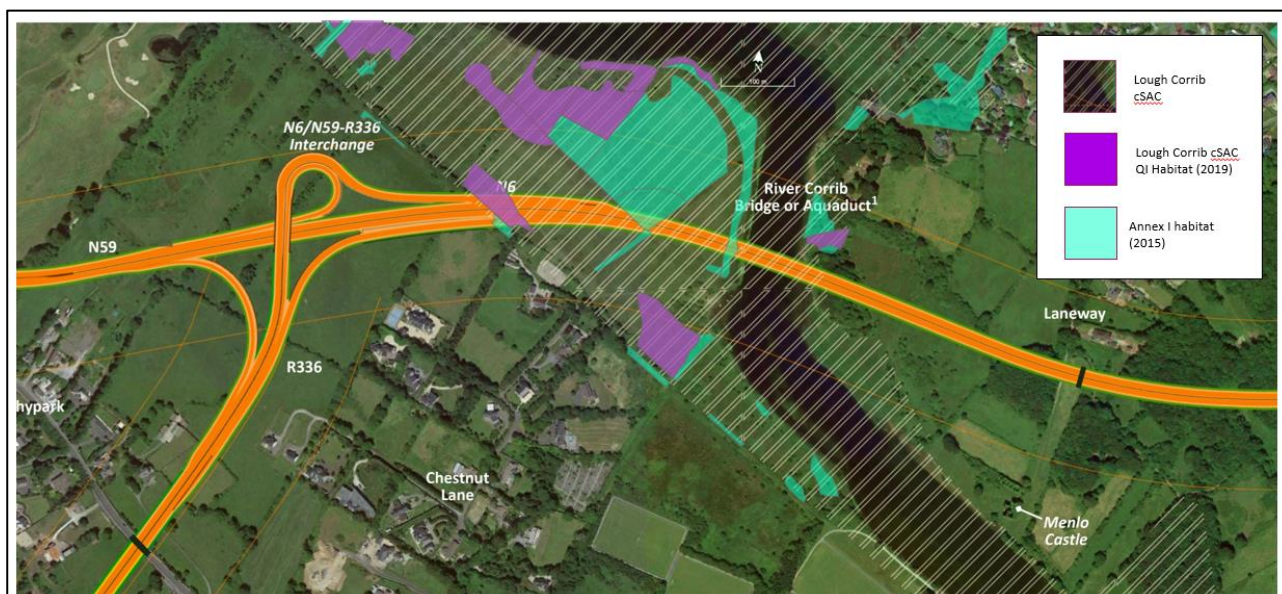 N
100 m
N6/N59-R336
Interchange
N6
River Corrib
Bridge or Aquaduct¹
N59
Laneway
R336
hypark
Chestnut
Lane
Menlo
Castle
Lough Corrib
cSAC
Lough Corrib cSAC
QI Habitat (2019)
Annex I habitat
(2015)